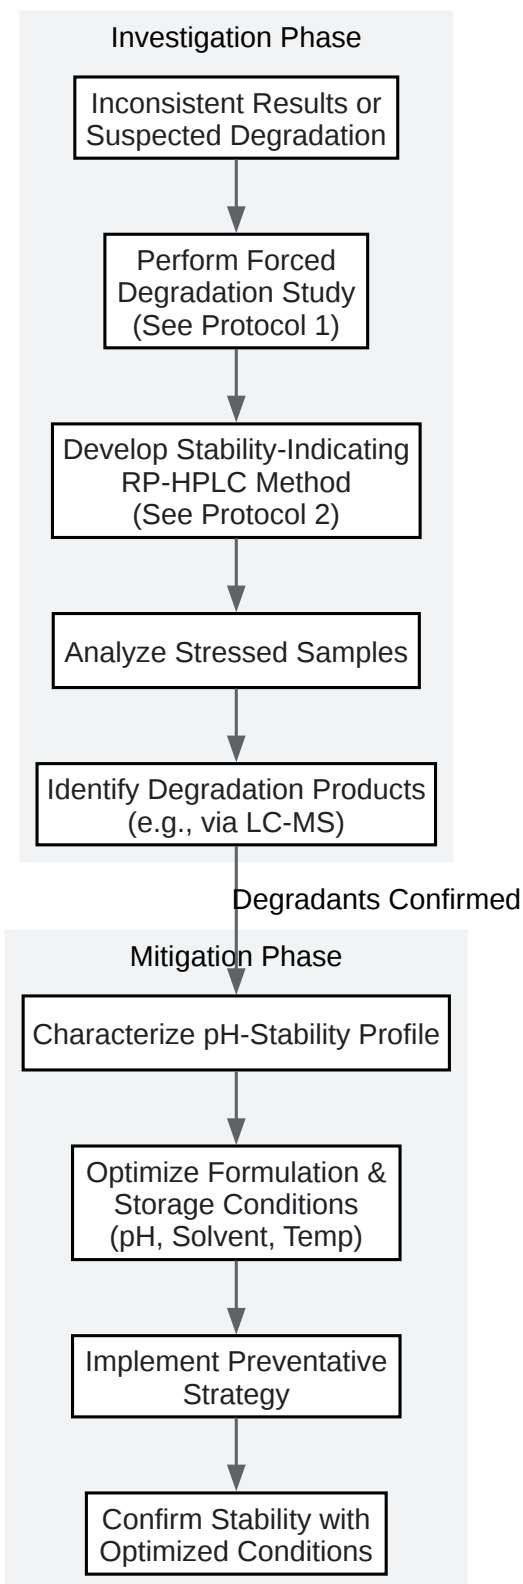 Investigation Phase
Inconsistent Results or
Suspected Degradation
Perform Forced
Degradation Study
(See Protocol 1)
Develop Stability-Indicating
RP-HPLC Method
(See Protocol 2)
Analyze Stressed Samples
Identify Degradation Products
(e.g., via LC-MS)
Degradants Confirmed
Mitigation Phase
Characterize pH-Stability Profile
Optimize Formulation &
Storage Conditions
(pH, Solvent, Temp)
Implement Preventative
Strategy
Confirm Stability with
Optimized Conditions